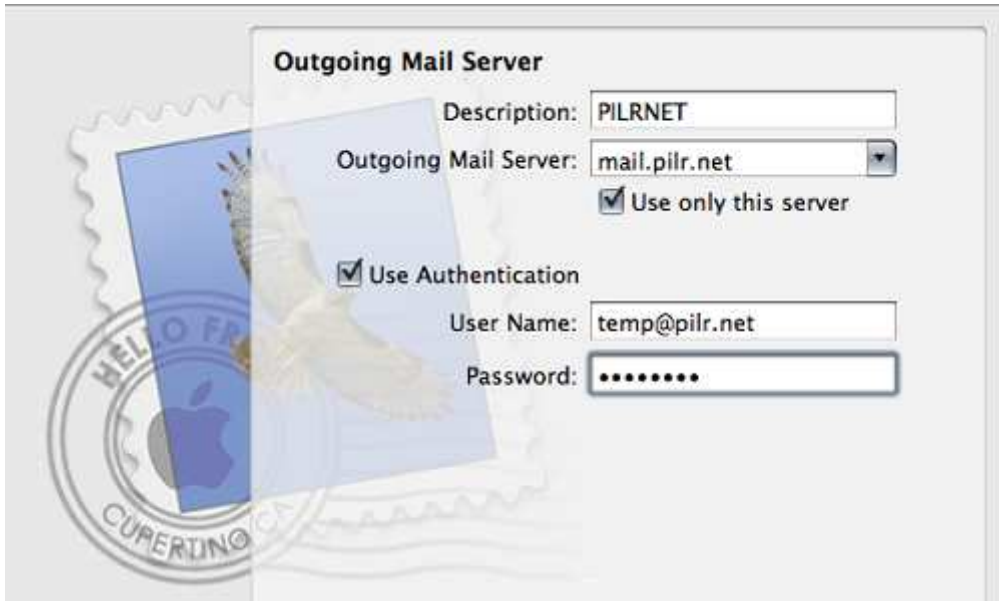 Outgoing Mail Server
Description: PILRNET
Outgoing Mail Server: mail.pilr.net
Use only this server
Use Authentication
User Name: temp@pilr.net
Password: ••••••••
HELLO FR
CUPERTINO CA